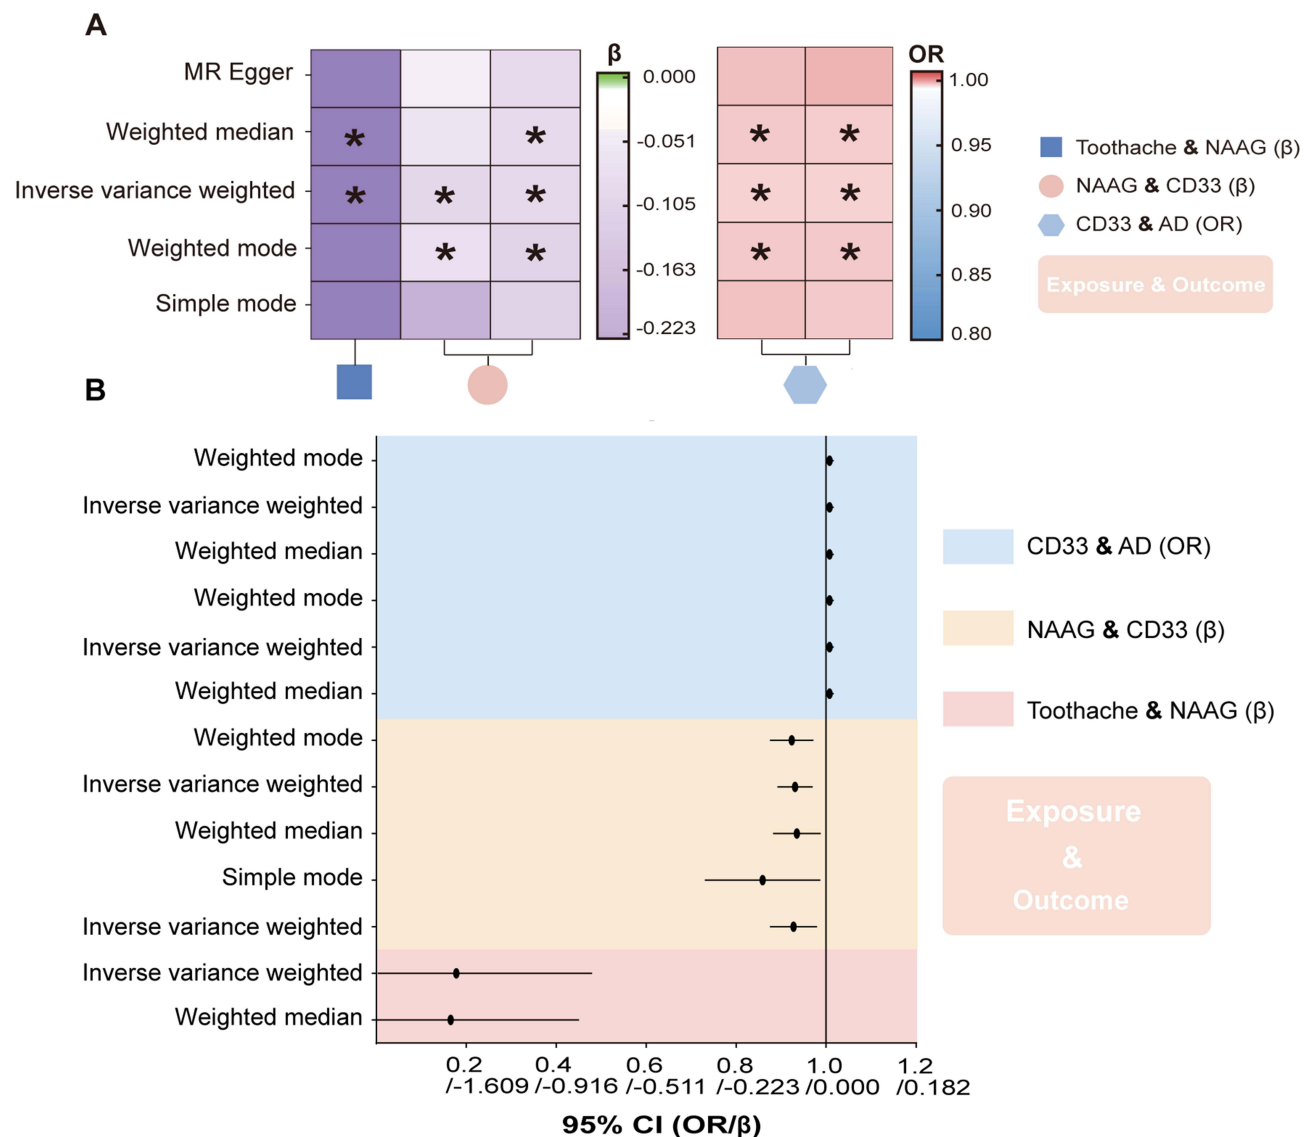 A
β
OR
MR Egger
Weighted median
Inverse variance weighted
Weighted mode
Simple mode
*
*
*
*
*
*
*
*
*
*
*
*
*
0.000
-0.051
-0.105
-0.163
-0.223
1.00
0.95
0.90
0.85
0.80
Toothache & NAAG (β)
NAAG & CD33 (β)
CD33 & AD (OR)
Exposure & Outcome
B
Weighted mode
Inverse variance weighted
Weighted median
Weighted mode
Inverse variance weighted
Weighted median
Weighted mode
Inverse variance weighted
Weighted median
Simple mode
Inverse variance weighted
Inverse variance weighted
Weighted median
0.2 0.4 0.6 0.8 1.0 1.2
/-1.609 /-0.916 /-0.511 /-0.223 /0.000 /0.182
95% CI (OR/β)
CD33 & AD (OR)
NAAG & CD33 (β)
Toothache & NAAG (β)
Exposure
&
Outcome